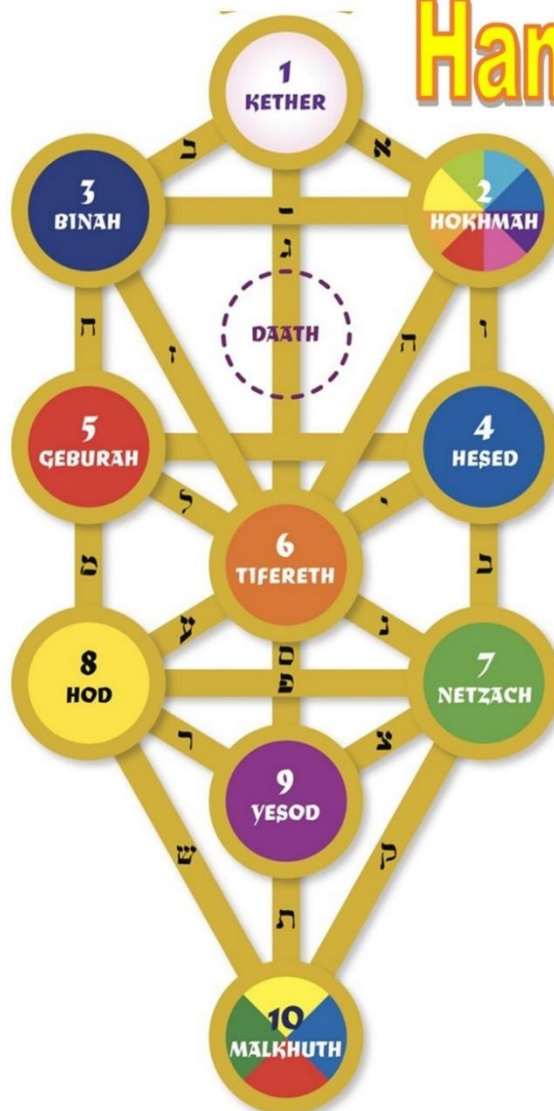 Han
1
KETHER
א
3
BINAH
2
HOKHMAH
ג
DAATH
ח
ז
ה
ו
5
GEBURAH
4
HESED
ל
י
6
TIFERETH
8
HOD
7
NETZACH
ר
צ
9
YESOD
ש
ק
ת
10
MALKHUTH